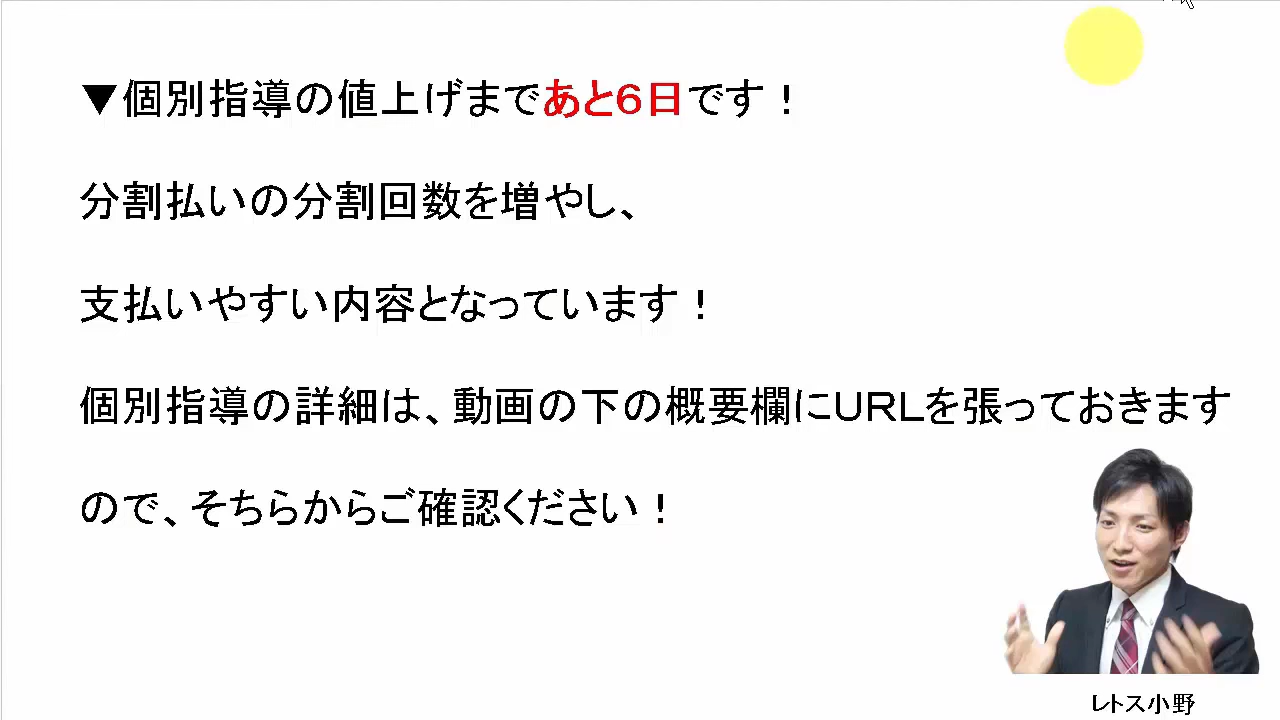 ▼個別指導の値上げまであと6日です！
分割払いの分割回数を増やし、
支払いやすい内容となっています！
個別指導の詳細は、動画の下の概要欄にＵＲＬを張っておきます
ので、そちらからご確認ください！
レトス小野